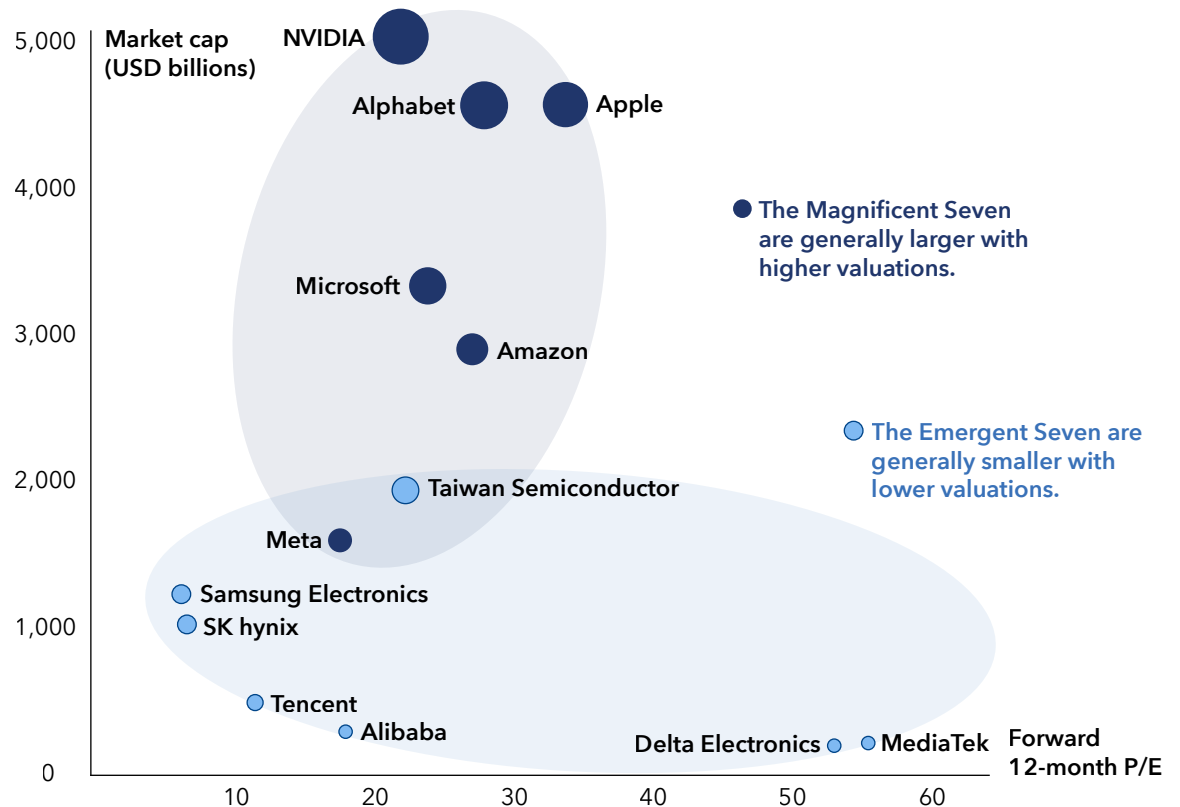 5,000
Market cap
(USD billions)
NVIDIA
Alphabet
Apple
4,000
The Magnificent Seven
are generally larger with
higher valuations.
Microsoft
3,000
Amazon
The Emergent Seven are
generally smaller with
lower valuations.
2,000
Taiwan Semiconductor
Meta
Samsung Electronics
1,000
SK hynix
Tencent
Alibaba
Delta Electronics
MediaTek
Forward
12-month P/E
0
10
20
30
40
50
60